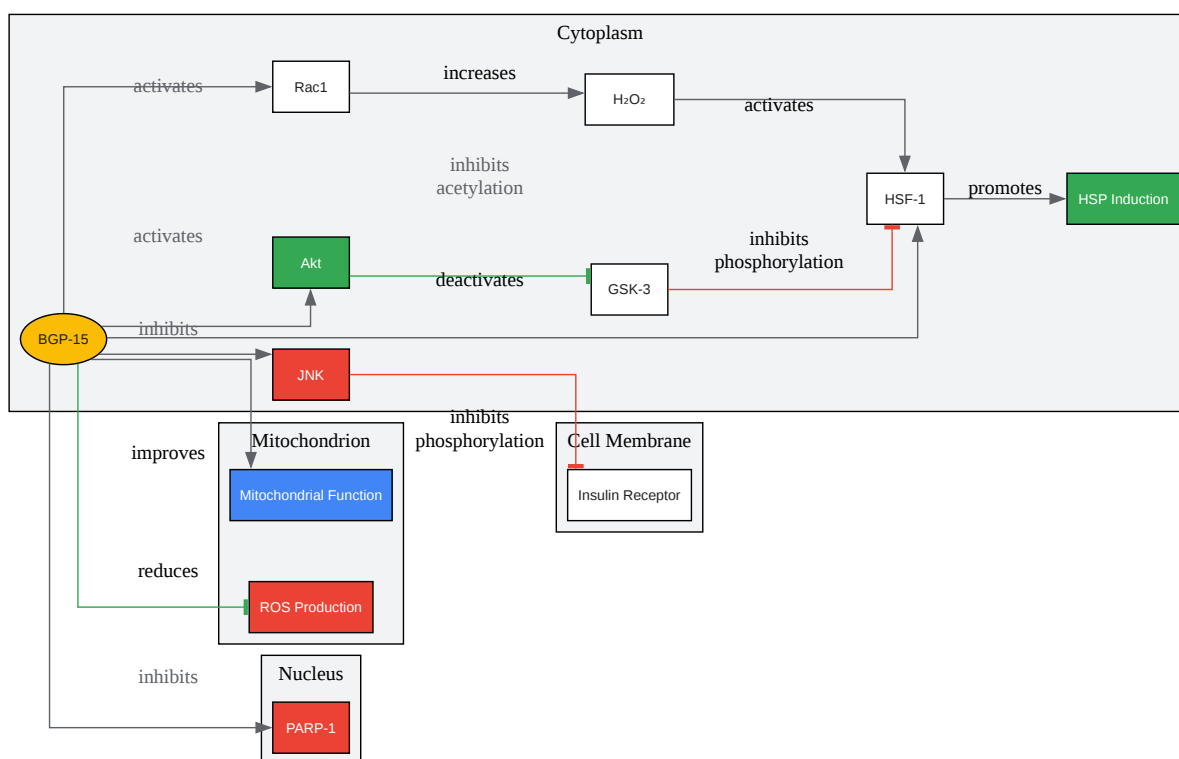 Cytoplasm
activates
Rac1
increases
H₂O₂
activates
inhibits
acetylation
HSF-1
promotes
HSP Induction
activates
Akt
deactivates
GSK-3
inhibits
phosphorylation
BGP-15
inhibits
JNK
inhibits
phosphorylation
Mitochondrion
Cell Membrane
improves
Mitochondrial Function
Insulin Receptor
reduces
ROS Production
inhibits
Nucleus
PARP-1